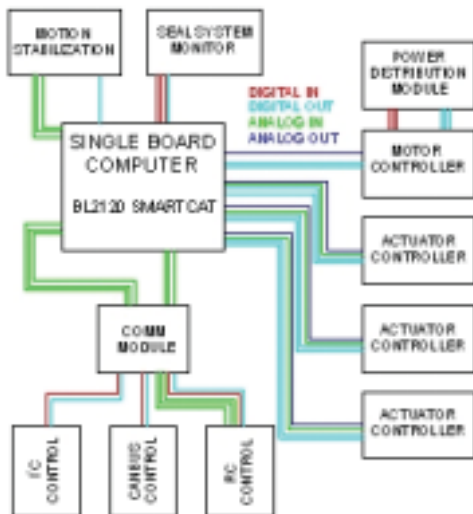 MOTION
STABILIZATION
SEAL SYSTEM
MONITOR
DIGITAL IN
DIGITAL OUT
ANALOG IN
ANALOG OUT
POWER
DISTRIBUTION
MODULE
SINGLE BOARD
COMPUTER
BL2120 SMARTCAT
MOTOR
CONTROLLER
ACTUATOR
CONTROLLER
ACTUATOR
CONTROLLER
ACTUATOR
CONTROLLER
COMM
MODULE
CONTROL
CANBUS
CONTROL
RC
CONTROL